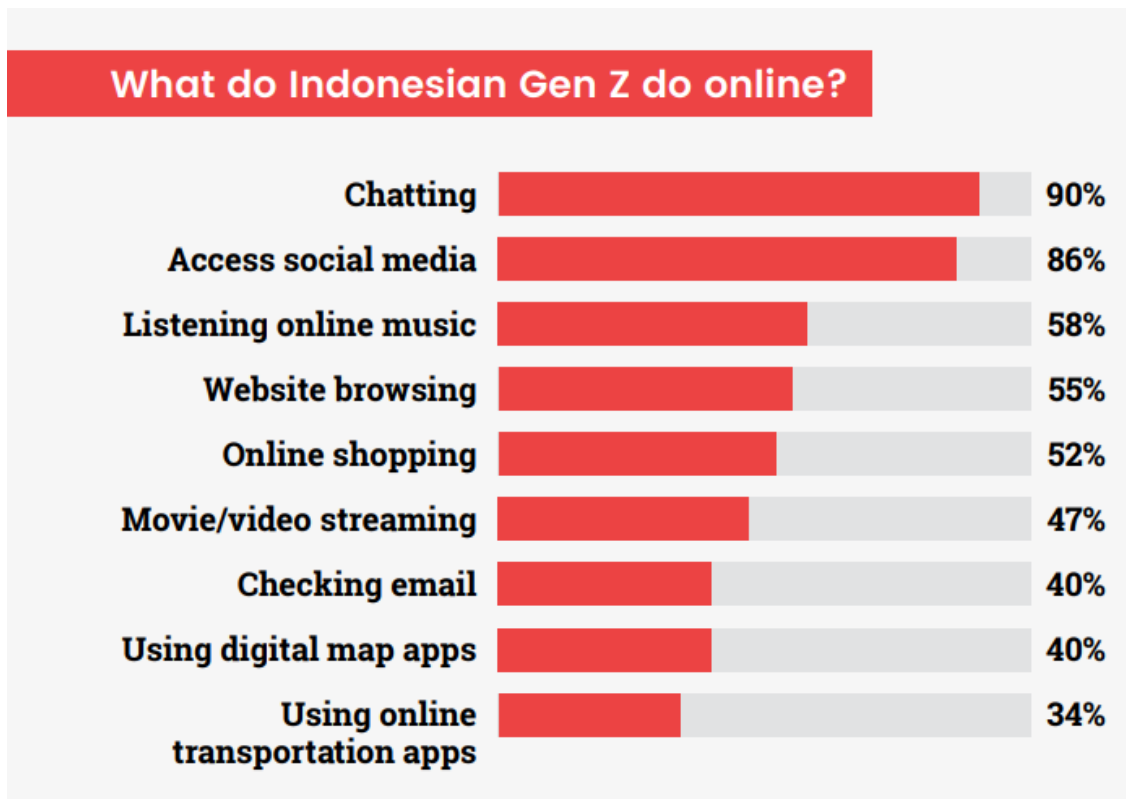 What do Indonesian Gen Z do online?
Chatting 90%
Access social media 86%
Listening online music 58%
Website browsing 55%
Online shopping 52%
Movie/video streaming 47%
Checking email 40%
Using digital map apps 40%
Using online 34%
transportation apps